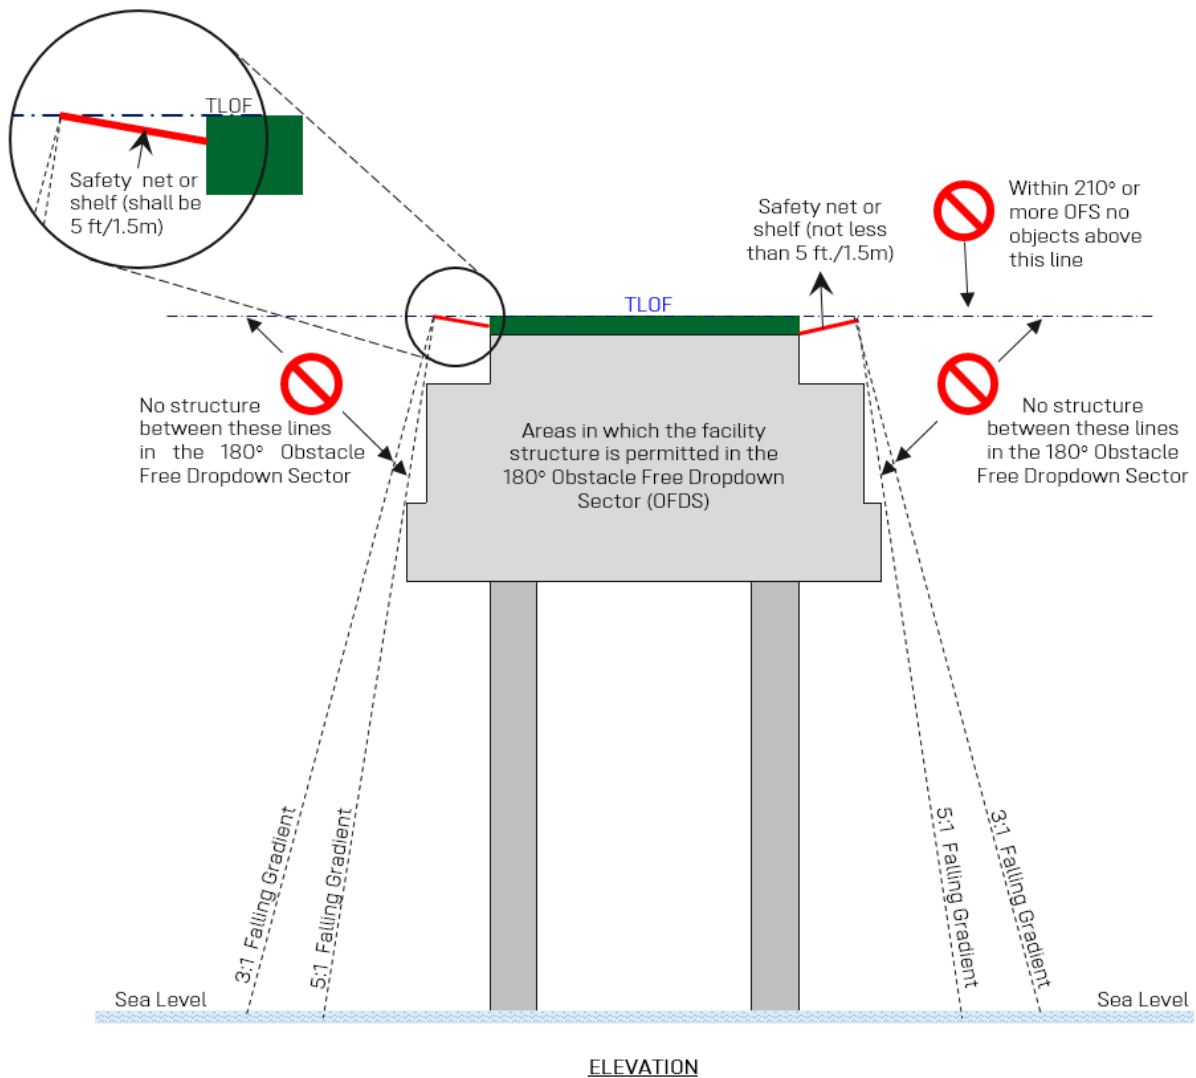 TLOF
Safety net or
shelf (shall be
5 ft/1.5m)
Safety net or
shelf (not less
than 5 ft./1.5m)
Within 210° or
more OFS no
objects above
this line
TLOF
No structure
between these lines
in the 180° Obstacle
Free Dropdown Sector
Areas in which the facility
structure is permitted in the
180° Obstacle Free Dropdown
Sector (OFDS)
No structure
between these lines
in the 180° Obstacle
Free Dropdown Sector
3:1 Falling Gradient
5:1 Falling Gradient
5:1 Falling Gradient
3:1 Falling Gradient
Sea Level
Sea Level
ELEVATION